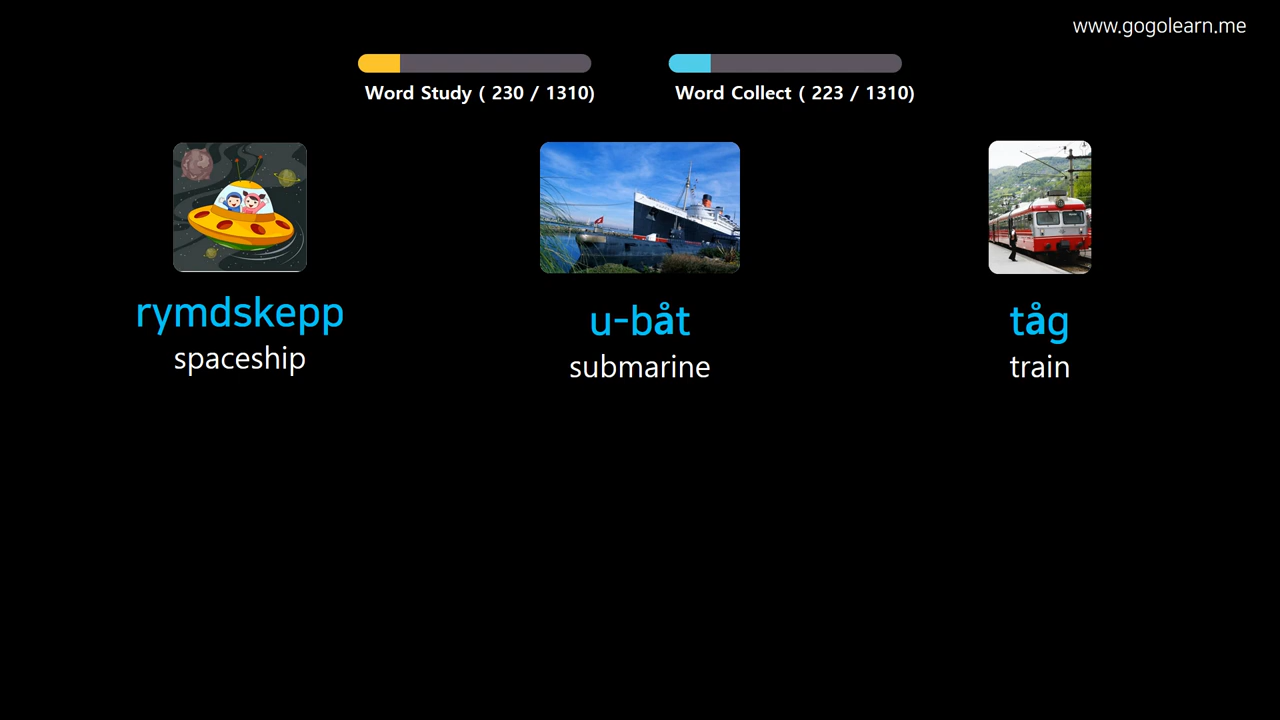 www.gogolearn.me
Word Study ( 230 / 1310)
Word Collect ( 223 / 1310)
rymdskepp
spaceship
u-båt
submarine
tåg
train